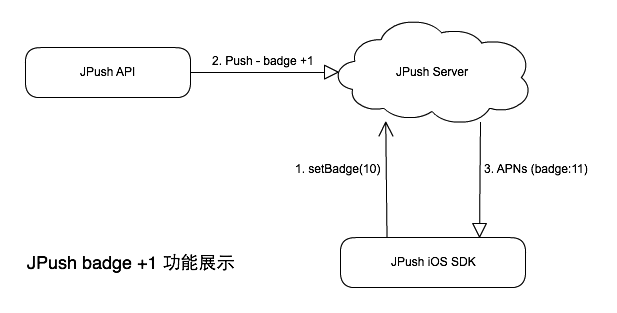 2. Push - badge +1
JPush API
JPush Server
1. setBadge(10)
3. APNs (badge:11)
JPush badge +1 功能展示
JPush iOS SDK